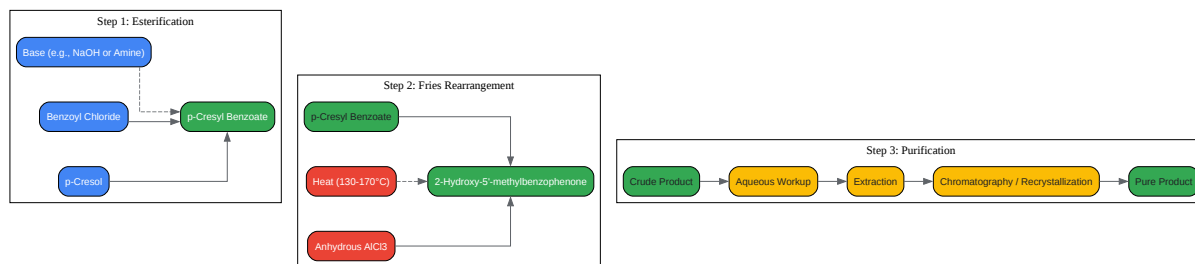 Step 1: Esterification
Base (e.g., NaOH or Amine)
Benzoyl Chloride
p-Cresyl Benzoate
p-Cresol
Step 2: Fries Rearrangement
p-Cresyl Benzoate
Heat (130-170°C)
2-Hydroxy-5'-methylbenzophenone
Anhydrous AlCl3
Step 3: Purification
Crude Product
Aqueous Workup
Extraction
Chromatography / Recrystallization
Pure Product